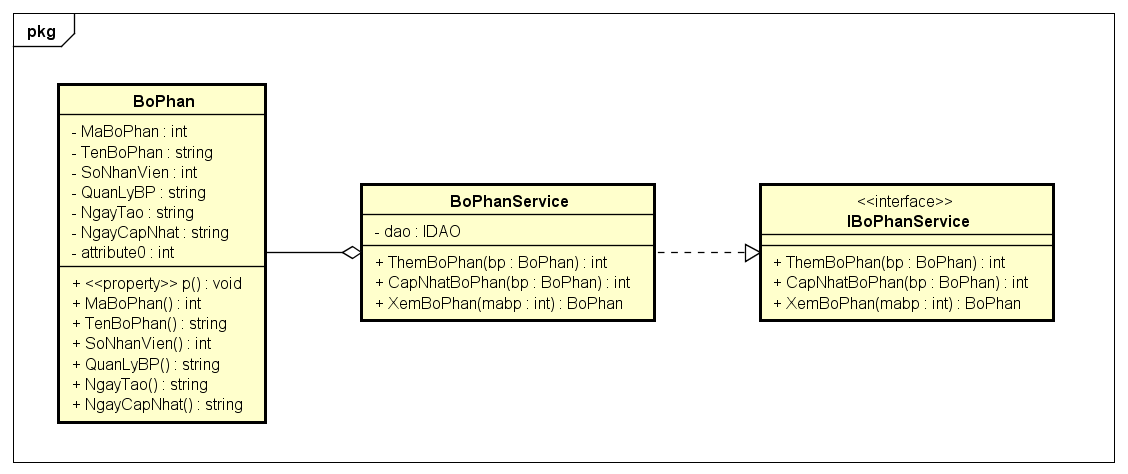 pkg
BoPhan
- MaBoPhan : int
- TenBoPhan : string
- SoNhanVien : int
- QuanLyBP : string
- NgayTao : string
- NgayCapNhat : string
- attribute0 : int
+ <<property>> p() : void
+ MaBoPhan() : int
+ TenBoPhan() : string
+ SoNhanVien() : int
+ QuanLyBP() : string
+ NgayTao() : string
+ NgayCapNhat() : string
BoPhanService
- dao : IDAO
+ ThemBoPhan(bp : BoPhan) : int
+ CapNhatBoPhan(bp : BoPhan) : int
+ XemBoPhan(mabp : int) : BoPhan
<<interface>>
IBoPhanService
+ ThemBoPhan(bp : BoPhan) : int
+ CapNhatBoPhan(bp : BoPhan) : int
+ XemBoPhan(mabp : int) : BoPhan